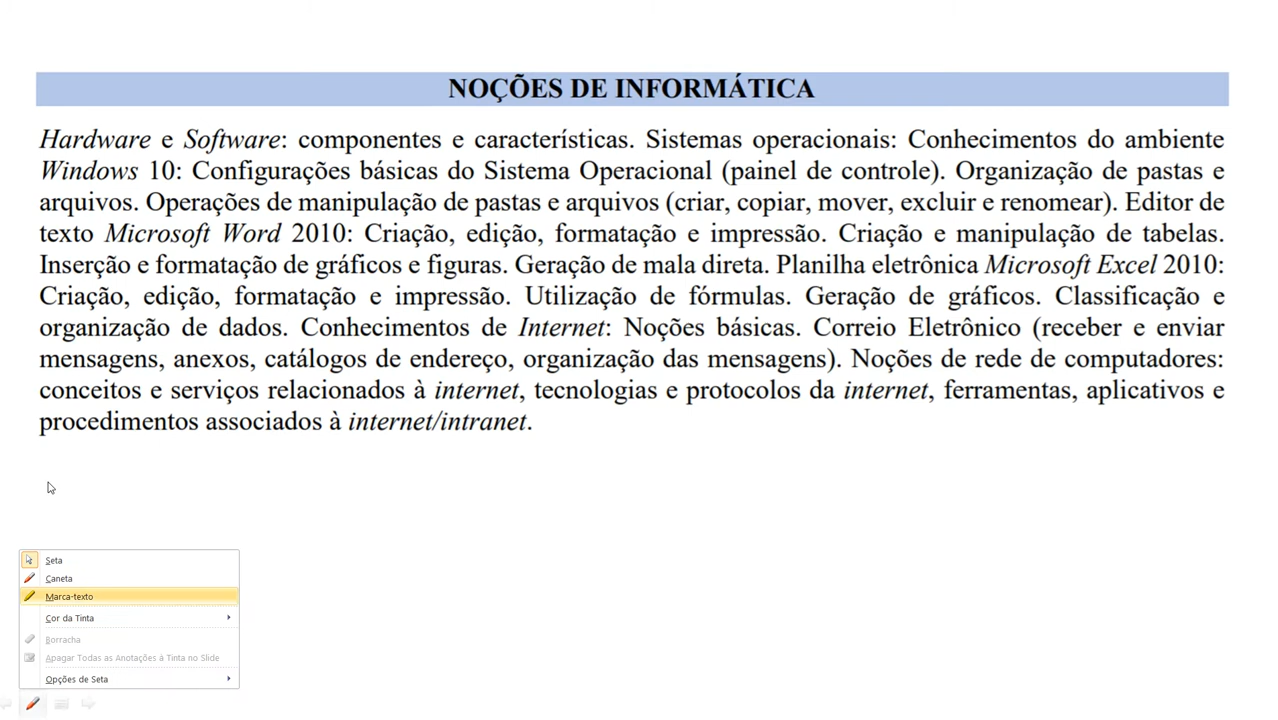 NOÇÕES DE INFORMÁTICA
Hardware e Software: componentes e características. Sistemas operacionais: Conhecimentos do ambiente
Windows 10: Configurações básicas do Sistema Operacional (painel de controle). Organização de pastas e
arquivos. Operações de manipulação de pastas e arquivos (criar, copiar, mover, excluir e renomear). Editor de
texto Microsoft Word 2010: Criação, edição, formatação e impressão. Criação e manipulação de tabelas.
Inserção e formatação de gráficos e figuras. Geração de mala direta. Planilha eletrônica Microsoft Excel 2010:
Criação, edição, formatação e impressão. Utilização de fórmulas. Geração de gráficos. Classificação e
organização de dados. Conhecimentos de Internet: Noções básicas. Correio Eletrônico (receber e enviar
mensagens, anexos, catálogos de endereço, organização das mensagens). Noções de rede de computadores:
conceitos e serviços relacionados à internet, tecnologias e protocolos da internet, ferramentas, aplicativos e
procedimentos associados à internet/intranet.
Seta
Caneta
Marca-texto
Cor da Tinta
Borracha
Apagar Todas as Anotações à Tinta no Slide
Opções de Seta